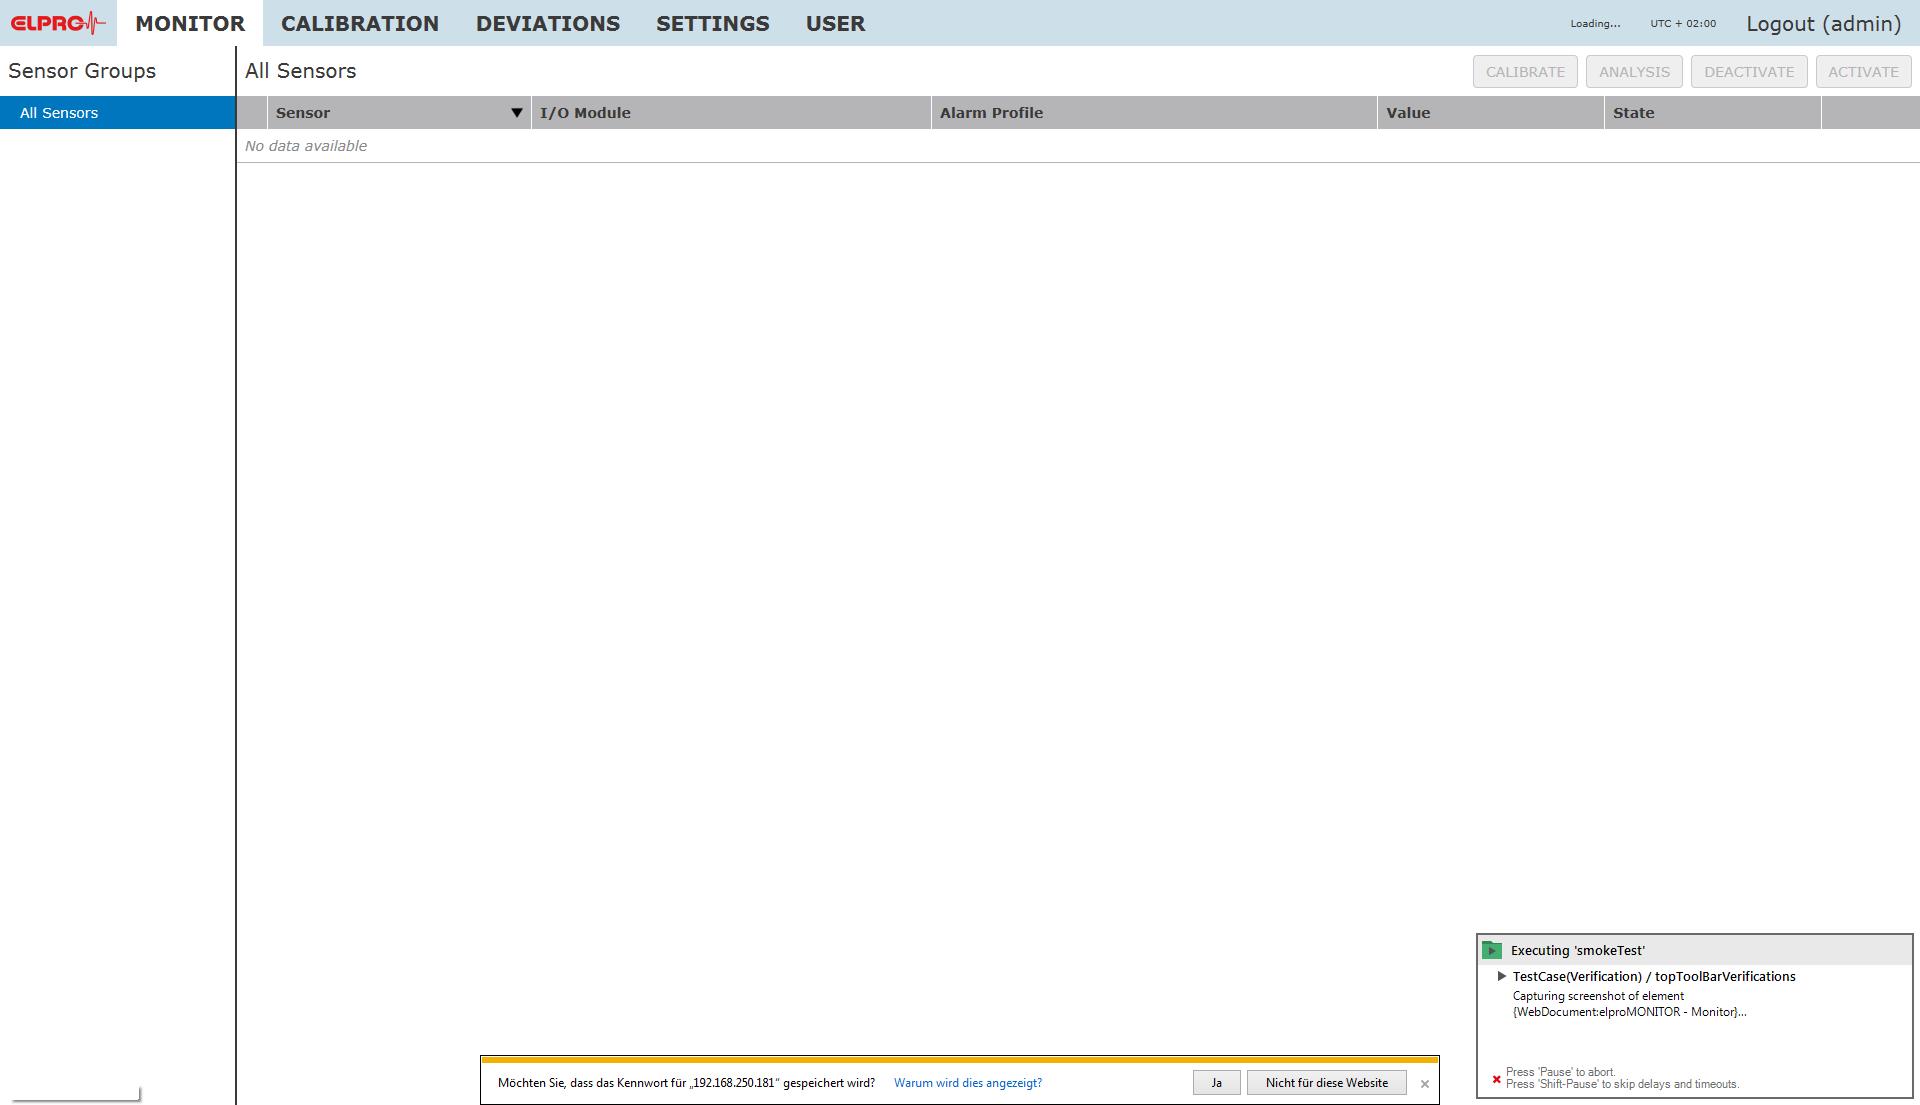 ELPRO MONITOR CALIBRATION DEVIATIONS SETTINGS USER Loading... UTC + 02:00 Logout (admin)
Sensor Groups
All Sensors
All Sensors CALIBRATE ANALYSIS DEACTIVATE ACTIVATE
Sensor I/O Module Alarm Profile Value State
No data available
Executing 'smokeTest'
TestCase(Verification) / topToolBarVerifications
Capturing screenshot of element
{WebDocument:elproMONITOR - Monitor}...
Press 'Pause' to abort.
Press 'Shift-Pause' to skip delays and timeouts.
Möchten Sie, dass das Kennwort für „192.168.250.181“ gespeichert wird? Warum wird dies angezeigt? Ja Nicht für diese Website